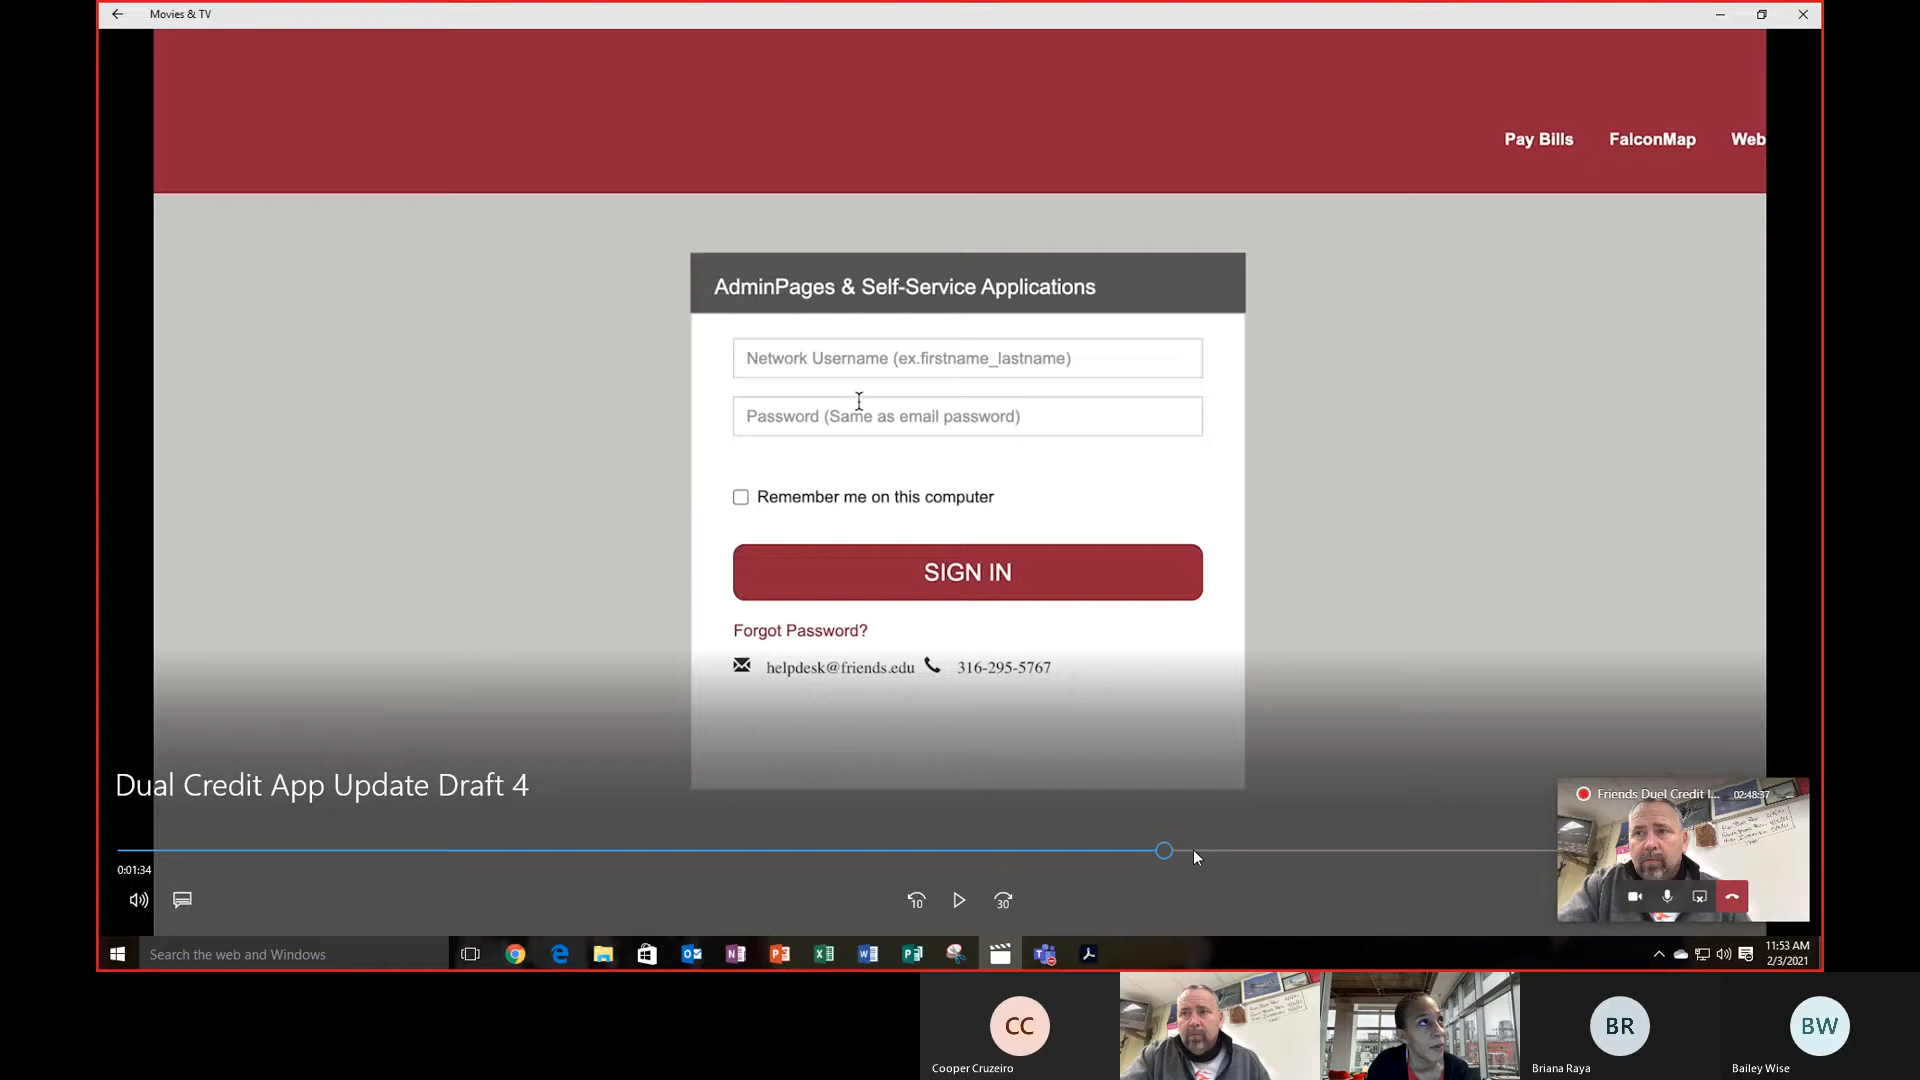 Movies & TV
Pay Bills FalconMap Web
AdminPages & Self-Service Applications
Network Username (ex.firstname_lastname)
Password (Same as email password)
Remember me on this computer
SIGN IN
Forgot Password?
helpdesk@friends.edu 316-295-5767
Dual Credit App Update Draft 4
Friends Duel Credit I... 02:48:37
0:01:34
10 30
Search the web and Windows
11:53 AM
2/3/2021
CC BR BW
Cooper Cruzeiro Briana Raya Bailey Wise